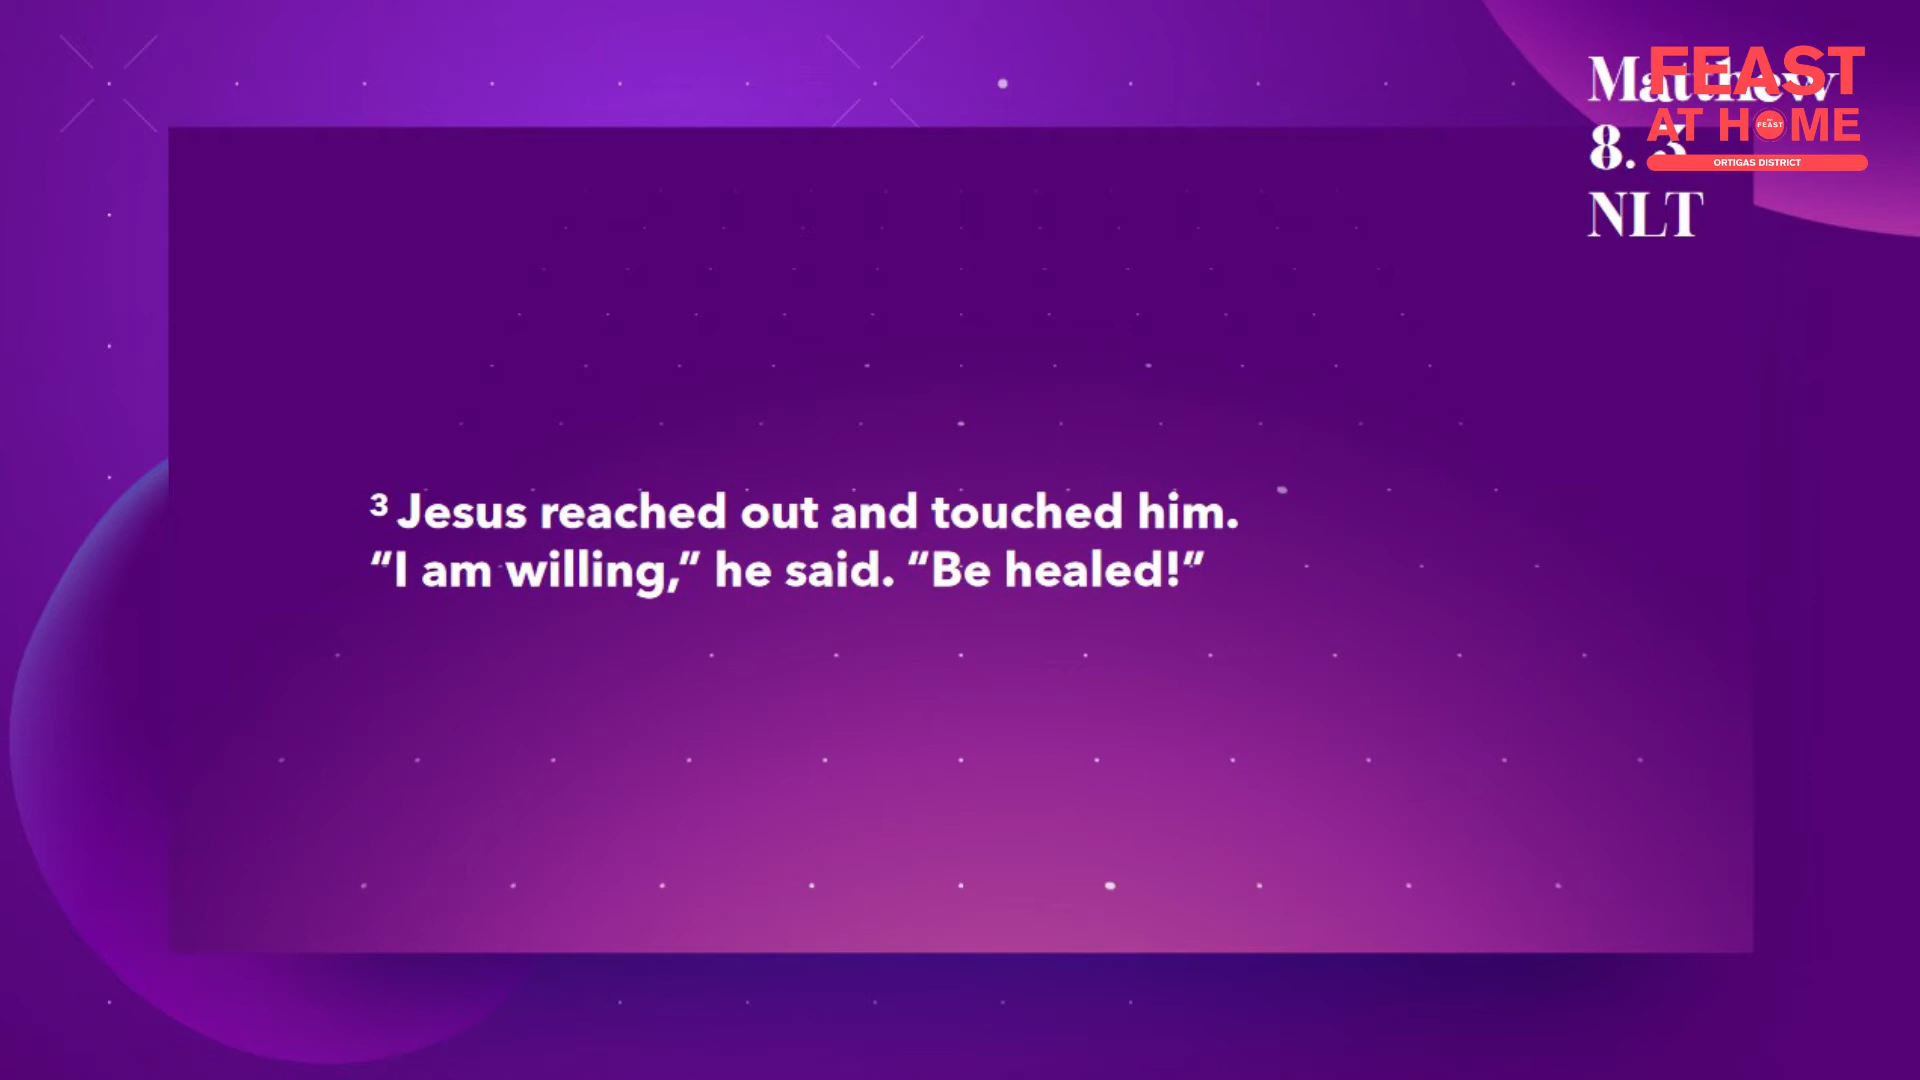 Matthew
8. 3
NLT
FEAST
AT HOME
THE FEAST
ORTIGAS DISTRICT
³ Jesus reached out and touched him.
“I am willing,” he said. “Be healed!”